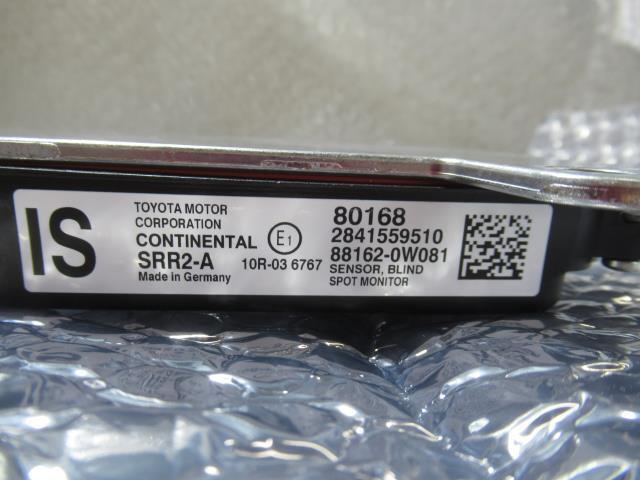 IS
TOYOTA MOTOR
CORPORATION
CONTINENTAL
SRR2-A
Made in Germany
E1
10R-03 6767
80168
2841559510
88162-0W081
SENSOR, BLIND
SPOT MONITOR